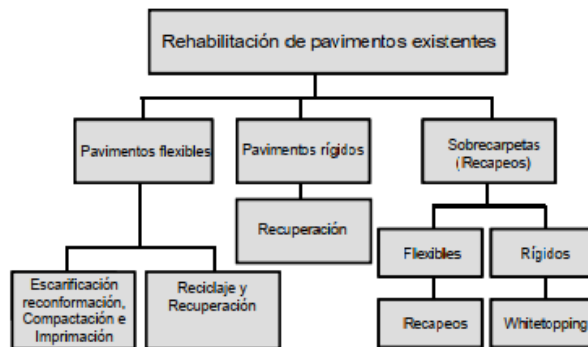 Rehabilitación de pavimentos existentes
Pavimentos flexibles
Pavimentos rígidos
Sobrecarpetas
(Recapeos)
Recuperación
Flexibles
Rígidos
Escarificación
reconformación,
Compactación e
Imprimación
Reciclaje y
Recuperación
Recapeos
Whitetopping